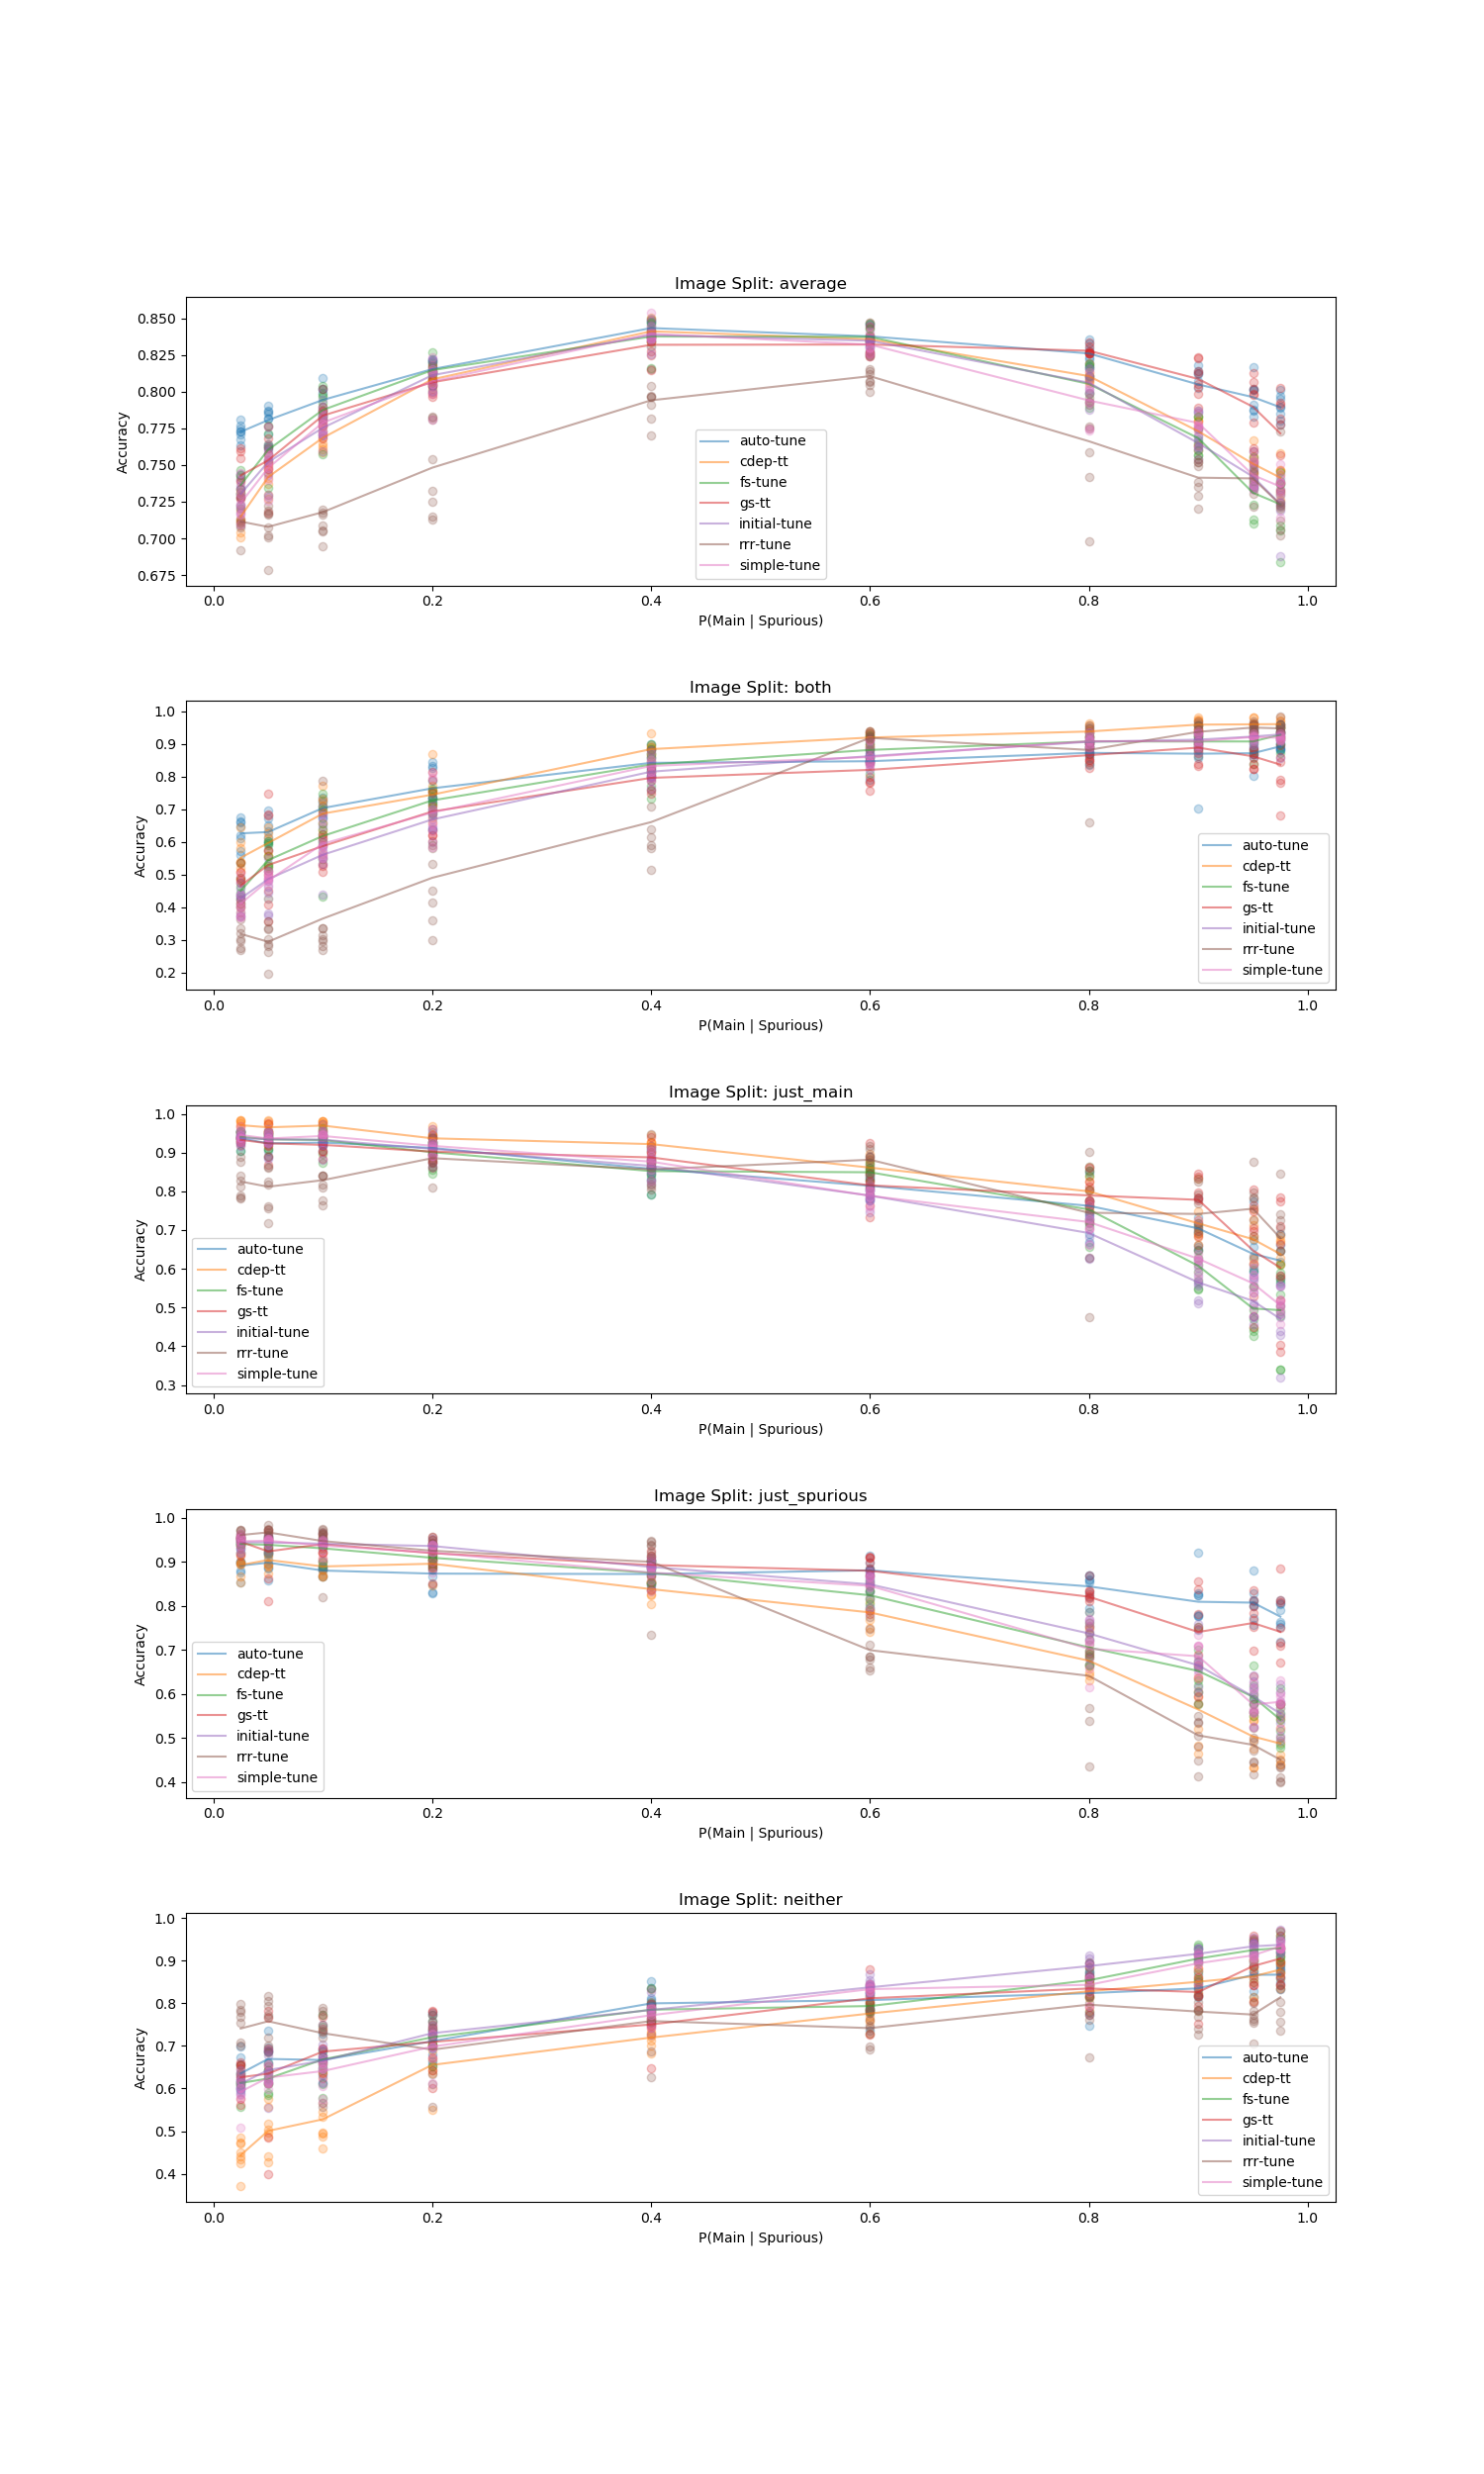 Image Split: average
Accuracy
0.850
0.825
0.800
0.775
0.750
0.725
0.700
0.675
auto-tune
cdep-tt
fs-tune
gs-tt
initial-tune
rrr-tune
simple-tune
0.0 0.2 0.4 0.6 0.8 1.0
P(Main | Spurious)
Image Split: both
Accuracy
1.0
0.9
0.8
0.7
0.6
0.5
0.4
0.3
0.2
auto-tune
cdep-tt
fs-tune
gs-tt
initial-tune
rrr-tune
simple-tune
0.0 0.2 0.4 0.6 0.8 1.0
P(Main | Spurious)
Image Split: just_main
Accuracy
1.0
0.9
0.8
0.7
0.6
0.5
0.4
0.3
auto-tune
cdep-tt
fs-tune
gs-tt
initial-tune
rrr-tune
simple-tune
0.0 0.2 0.4 0.6 0.8 1.0
P(Main | Spurious)
Image Split: just_spurious
Accuracy
1.0
0.9
0.8
0.7
0.6
0.5
0.4
auto-tune
cdep-tt
fs-tune
gs-tt
initial-tune
rrr-tune
simple-tune
0.0 0.2 0.4 0.6 0.8 1.0
P(Main | Spurious)
Image Split: neither
Accuracy
1.0
0.9
0.8
0.7
0.6
0.5
0.4
auto-tune
cdep-tt
fs-tune
gs-tt
initial-tune
rrr-tune
simple-tune
0.0 0.2 0.4 0.6 0.8 1.0
P(Main | Spurious)